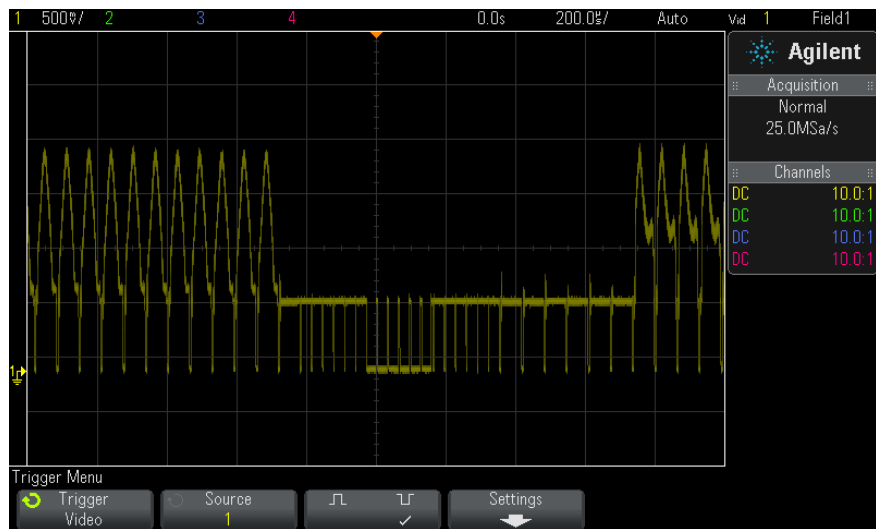 1 500mV/ 2 3 4 0.0s 200.0us/ Auto Vid 1 Field1
Agilent
Acquisition
Normal
25.0MSa/s
Channels
DC 10.0:1
DC 10.0:1
DC 10.0:1
DC 10.0:1
1
Trigger Menu
Trigger
Video
Source
1
Settings